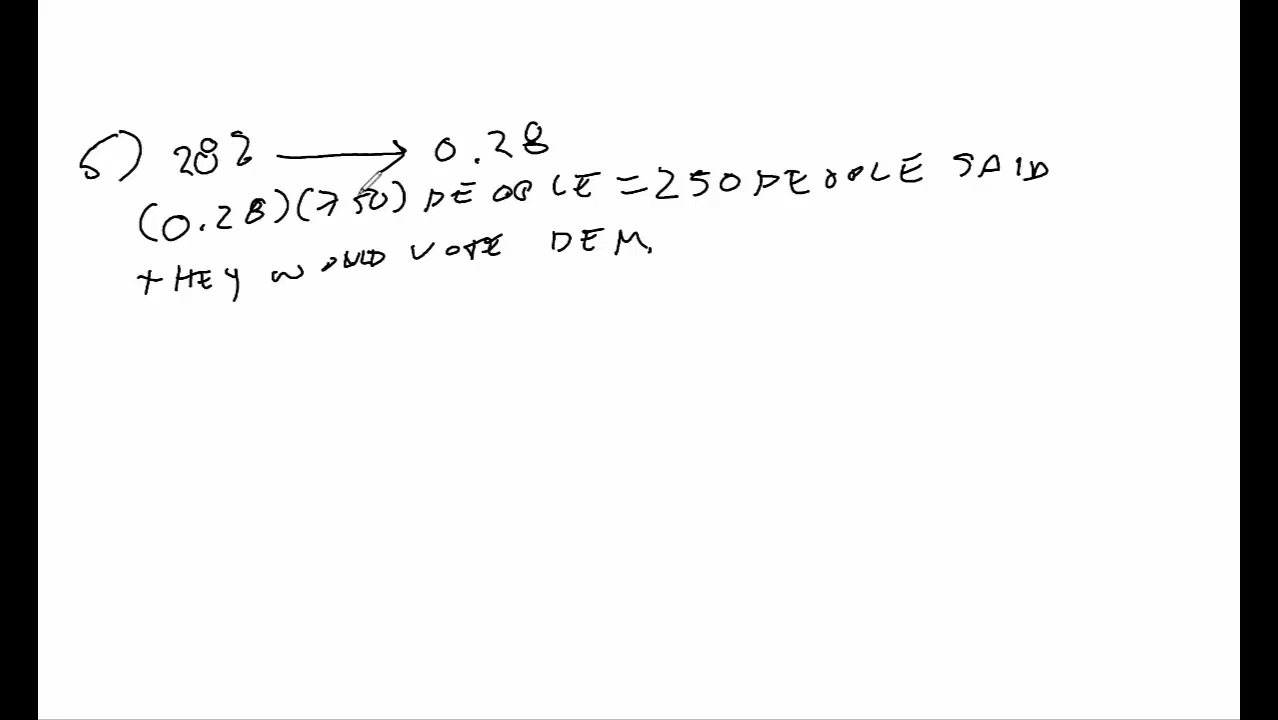 5) 28% → 0.28
(0.28)(750) PEOPLE = 250 PEOPLE SAID
THEY WOULD VOTE DEM.